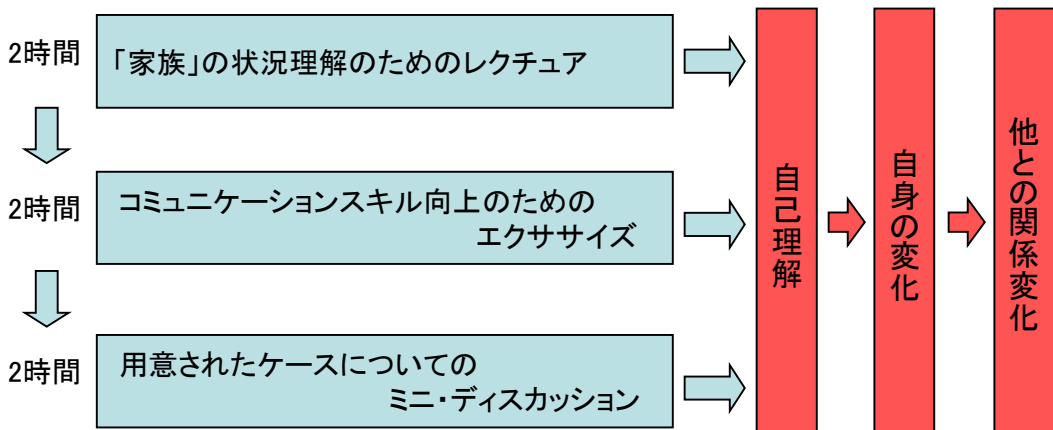 2時間
「家族」の状況理解のためのレクチュア
2時間
コミュニケーションスキル向上のための
エクササイズ
2時間
用意されたケースについての
ミニ・ディスカッション
自己理解
自身の変化
他との関係変化